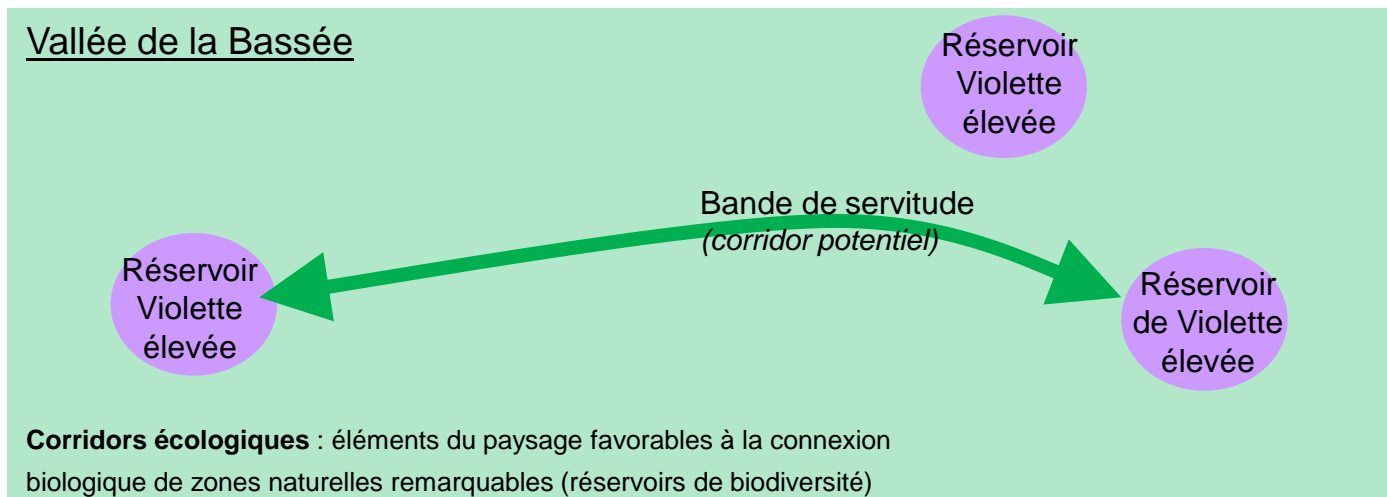 Vallée de la Bassée
Réservoir
Violette
élevée
Bande de servitude
(corridor potentiel)
Réservoir
Violette
élevée
Réservoir
de Violette
élevée
Corridors écologiques : éléments du paysage favorables à la connexion
biologique de zones naturelles remarquables (réservoirs de biodiversité)